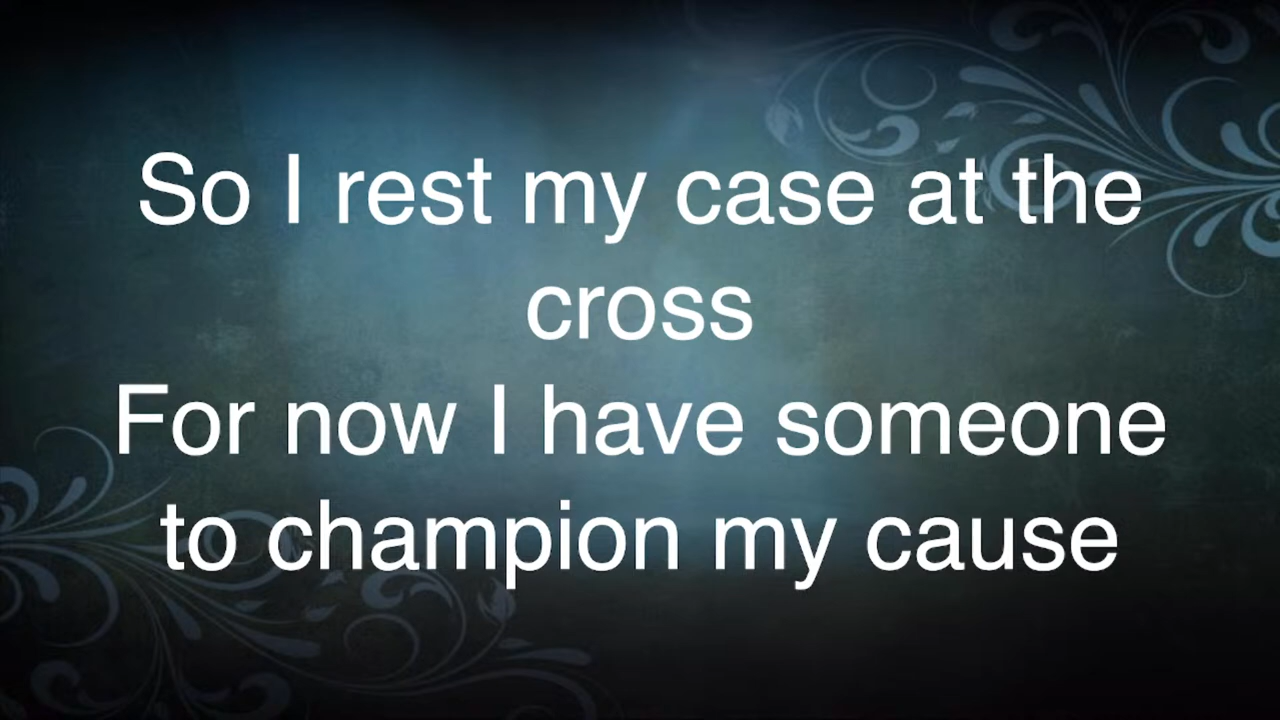 So I rest my case at the
cross
For now I have someone
to champion my cause